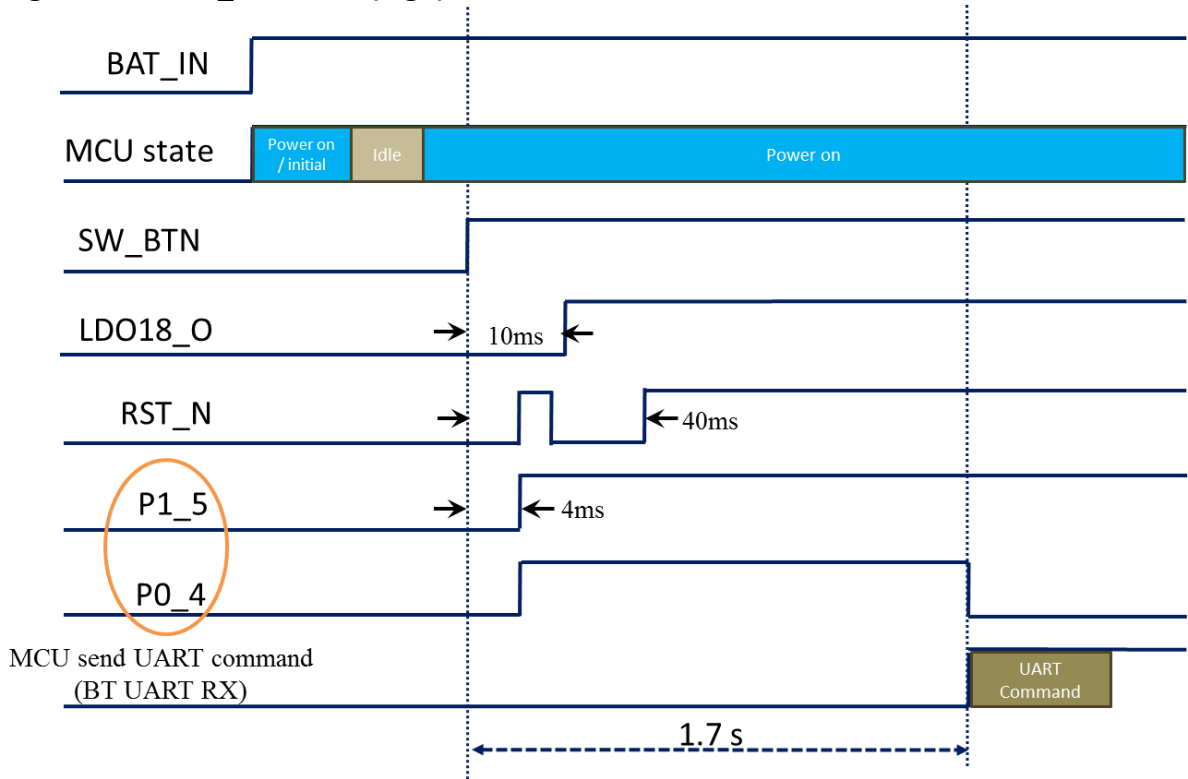 BAT_IN
MCU state
Power on
/ initial
Idle
Power on
SW_BTN
LDO18_O
10ms
RST_N
40ms
P1_5
4ms
P0_4
MCU send UART command
(BT UART RX)
UART
Command
1.7 s